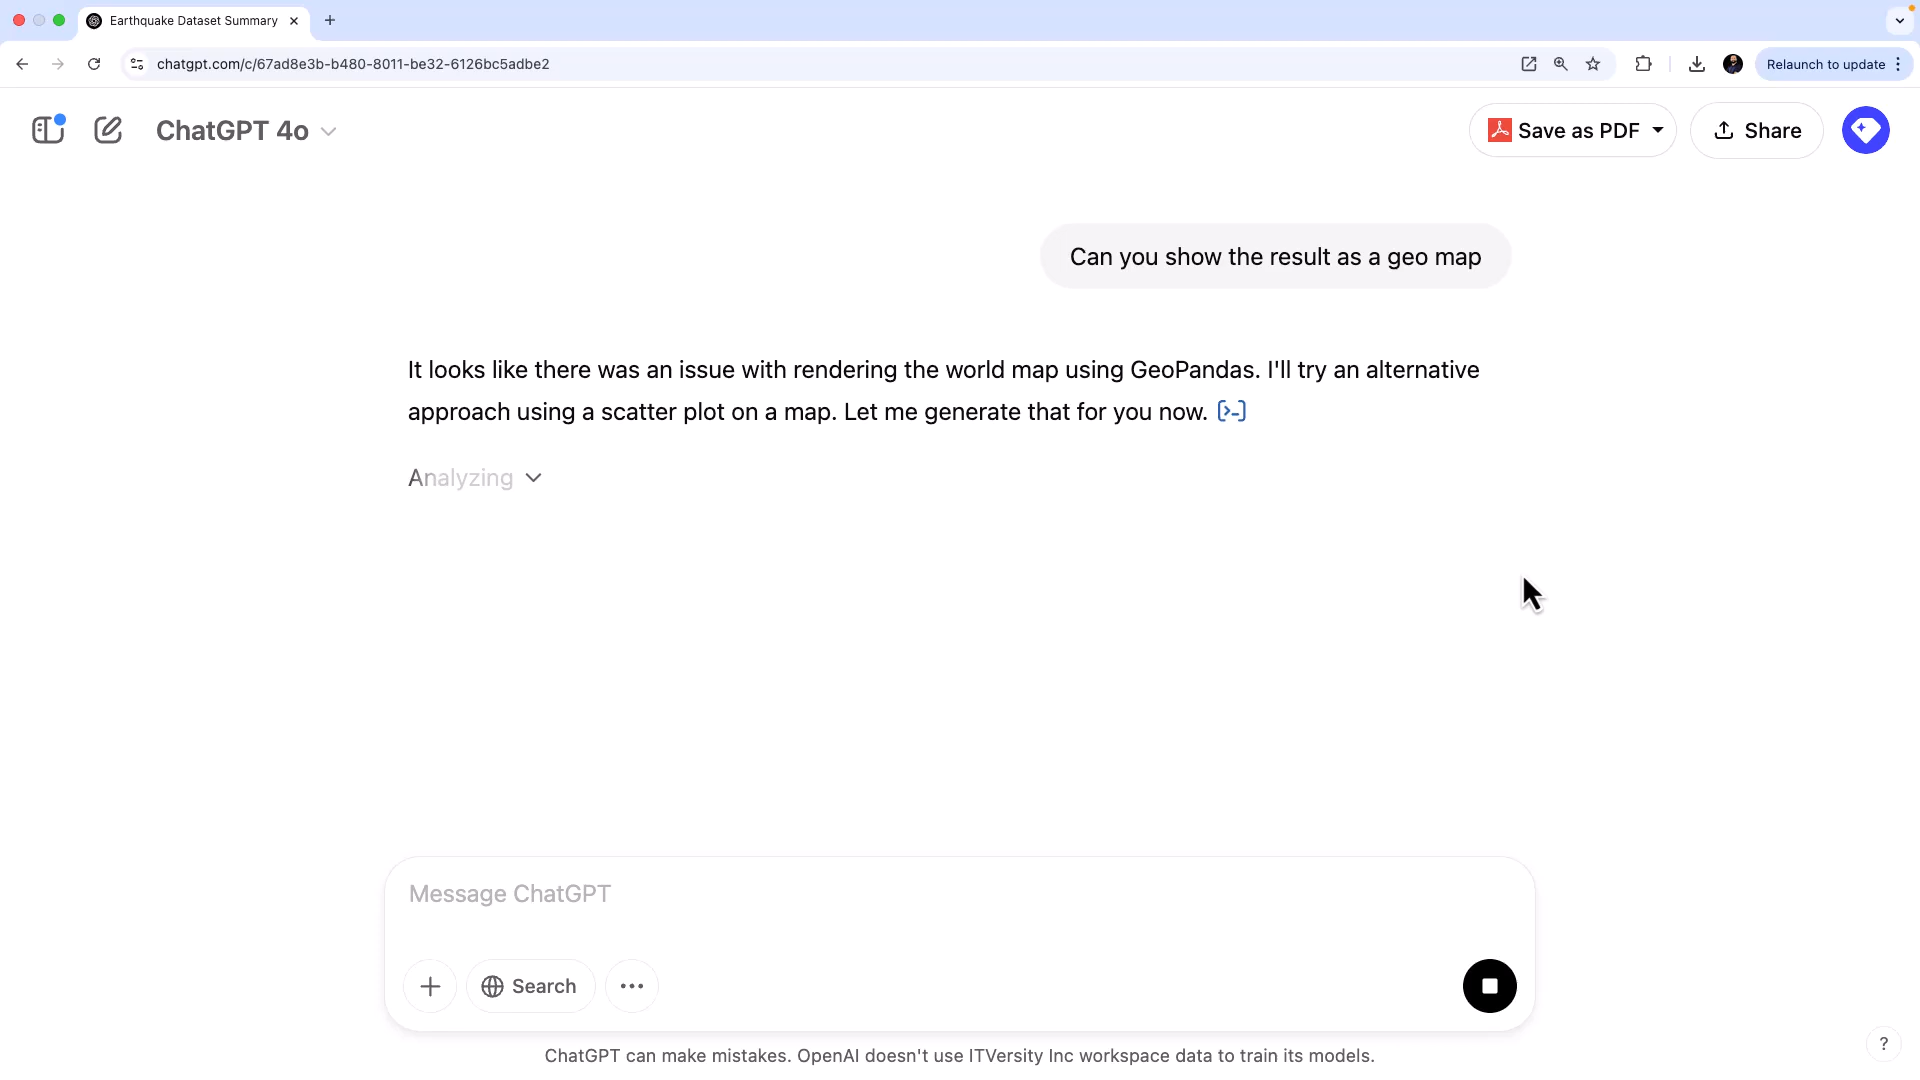 Earthquake Dataset Summary
chatgpt.com/c/67ad8e3b-b480-8011-be32-6126bc5adbe2
Relaunch to update
ChatGPT 4o
Save as PDF
Share
Can you show the result as a geo map
It looks like there was an issue with rendering the world map using GeoPandas. I'll try an alternative
approach using a scatter plot on a map. Let me generate that for you now. [>-]
Analyzing
Message ChatGPT
Search
ChatGPT can make mistakes. OpenAI doesn't use ITVersity Inc workspace data to train its models.
?